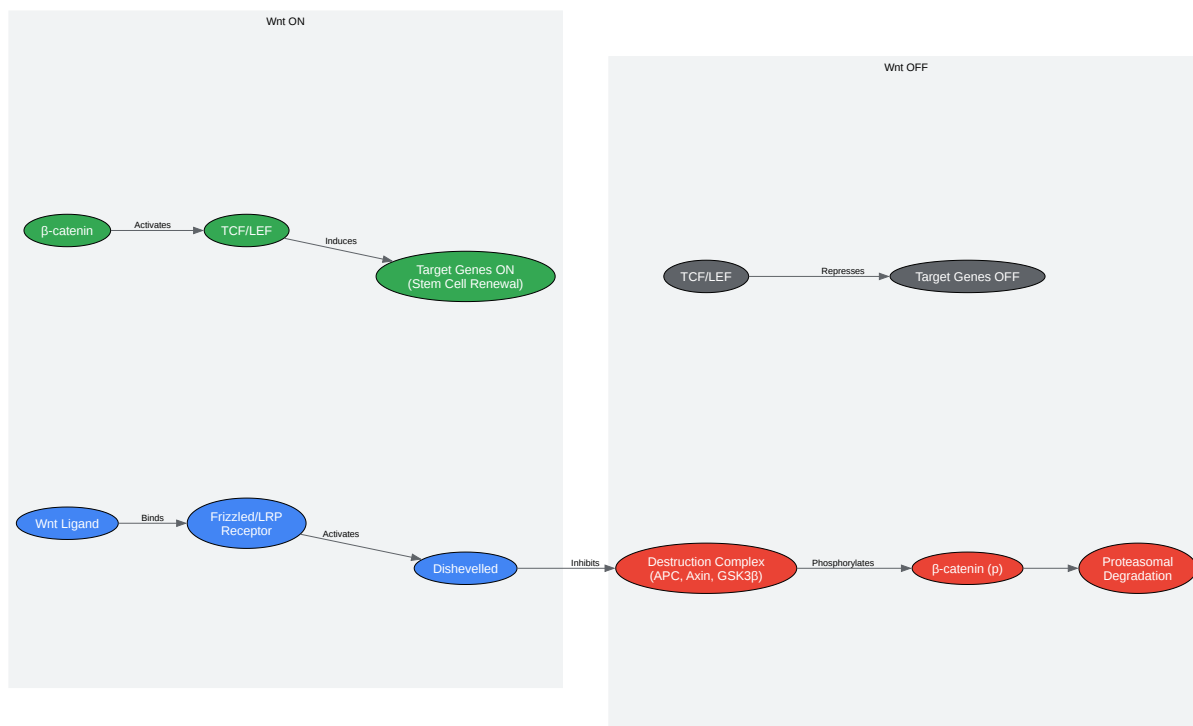 Wnt ON
β-catenin
Activates
TCF/LEF
Induces
Target Genes ON
(Stem Cell Renewal)
Wnt Ligand
Binds
Frizzled/LRP
Receptor
Activates
Dishevelled
Inhibits
Wnt OFF
TCF/LEF
Represses
Target Genes OFF
Destruction Complex
(APC, Axin, GSK3β)
Phosphorylates
β-catenin (p)
Proteasomal
Degradation